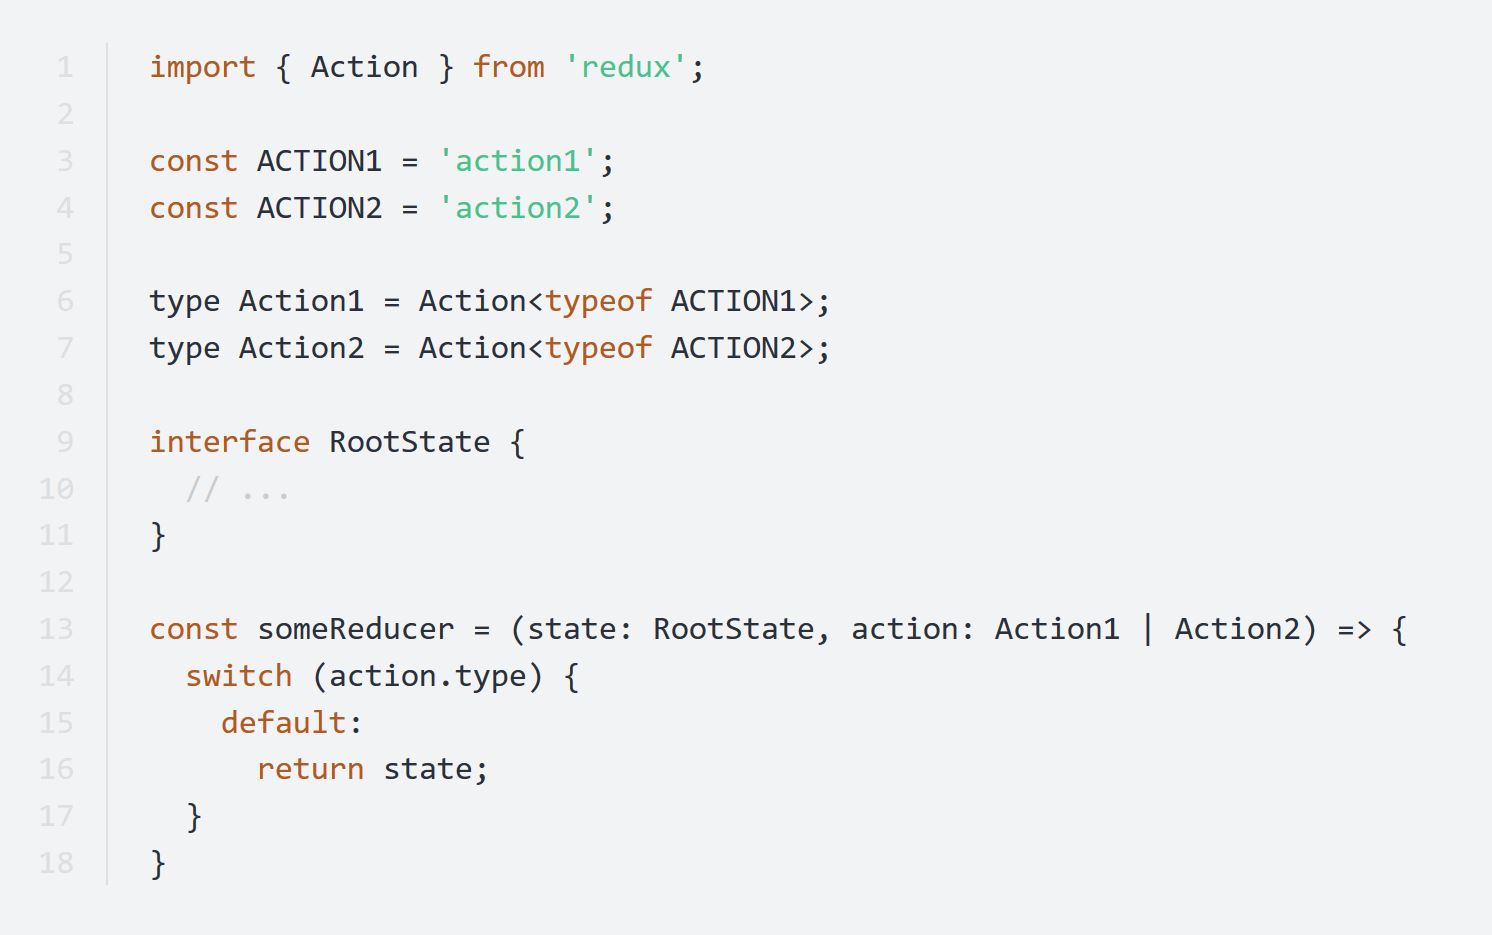 1 import { Action } from 'redux';
2
3 const ACTION1 = 'action1';
4 const ACTION2 = 'action2';
5
6 type Action1 = Action<typeof ACTION1>;
7 type Action2 = Action<typeof ACTION2>;
8
9 interface RootState {
10   // ...
11 }
12
13 const someReducer = (state: RootState, action: Action1 | Action2) => {
14   switch (action.type) {
15     default:
16       return state;
17   }
18 }